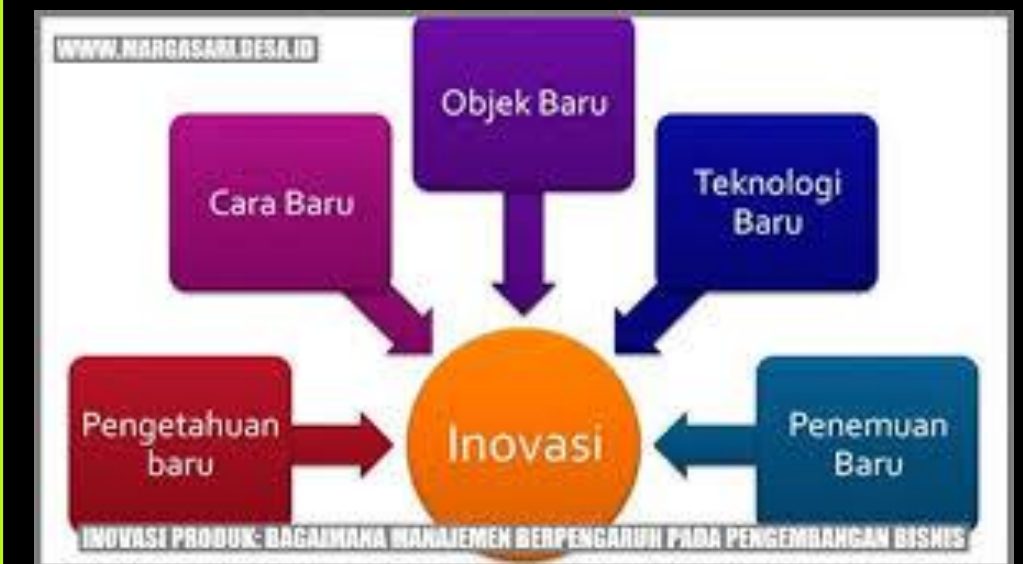 WWW.NARGASARI.DESA.ID
Objek Baru
Cara Baru
Teknologi
Baru
Pengetahuan
baru
Inovasi
Penemuan
Baru
INOVASI PRODUK: BAGAIMANA MANAJEMEN BERPENGARUH PADA PENGEMBANGAN BISNIS